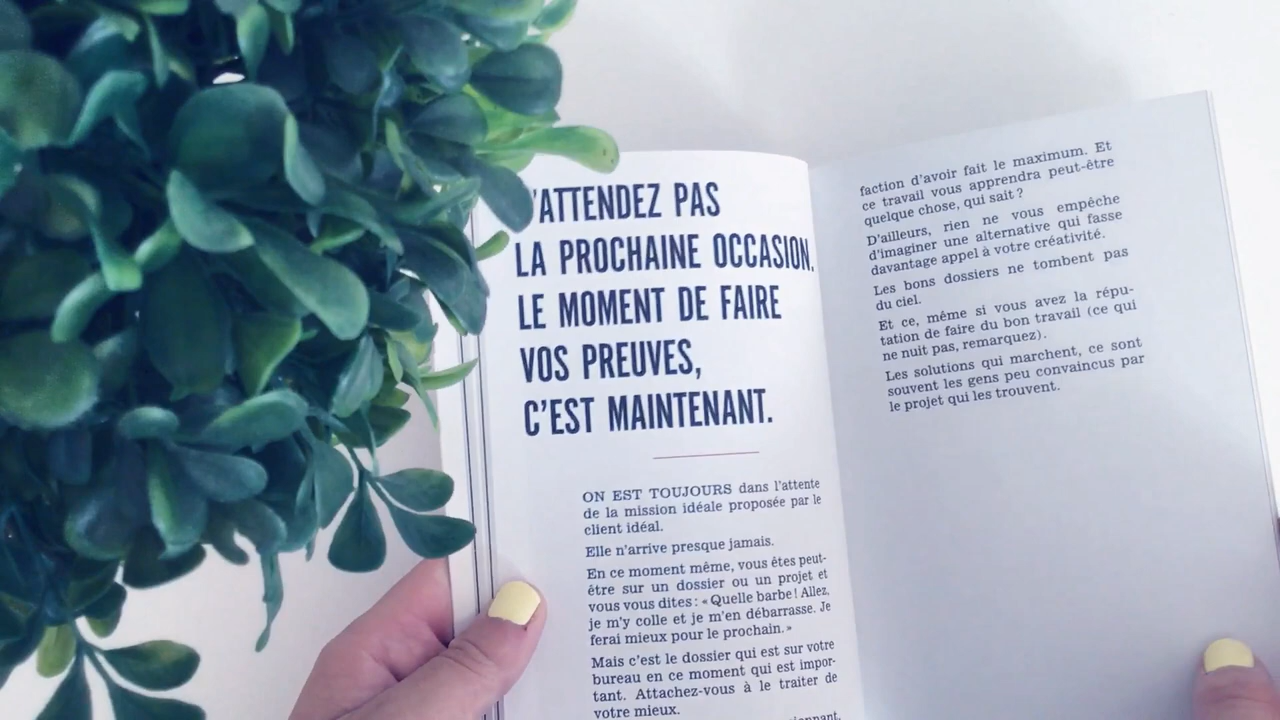 'ATTENDEZ PAS
LA PROCHAINE OCCASION.
LE MOMENT DE FAIRE
VOS PREUVES,
C'EST MAINTENANT.
ON EST TOUJOURS dans l'attente
de la mission idéale proposée par le
client idéal.
Elle n'arrive presque jamais.
En ce moment même, vous êtes peut-
être sur un dossier ou un projet et
vous vous dites : « Quelle barbe ! Allez,
je m'y colle et je m'en débarrasse. Je
ferai mieux pour le prochain. »
Mais c'est le dossier qui est sur votre
bureau en ce moment qui est impor-
tant. Attachez-vous à le traiter de
votre mieux.
faction d'avoir fait le maximum. Et
ce travail vous apprendra peut-être
quelque chose, qui sait ?
D'ailleurs, rien ne vous empêche
d'imaginer une alternative qui fasse
davantage appel à votre créativité.
Les bons dossiers ne tombent pas
du ciel.
Et ce, même si vous avez la répu-
tation de faire du bon travail (ce qui
ne nuit pas, remarquez).
Les solutions qui marchent, ce sont
souvent les gens peu convaincus par
le projet qui les trouvent.